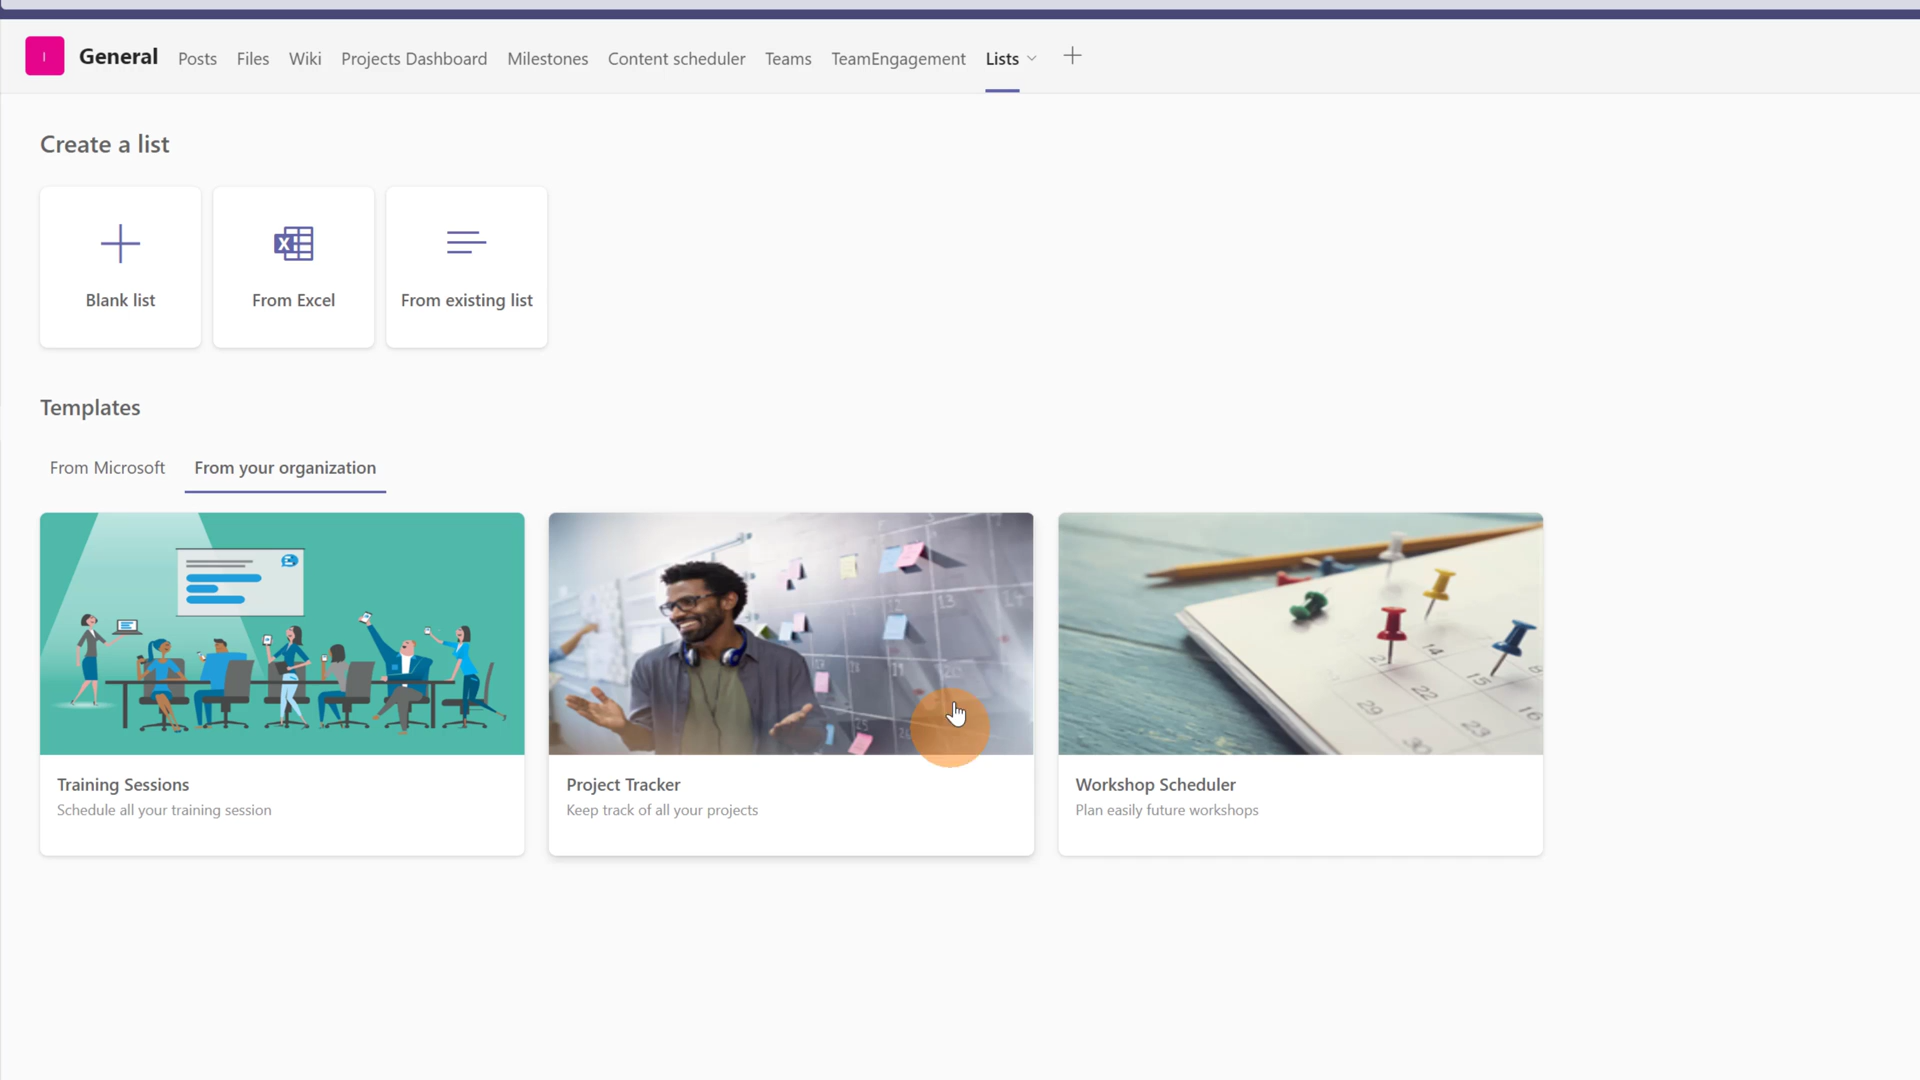 General Posts Files Wiki Projects Dashboard Milestones Content scheduler Teams TeamEngagement Lists
Create a list
Blank list From Excel From existing list
Templates
From Microsoft From your organization
Training Sessions
Schedule all your training session
Project Tracker
Keep track of all your projects
Workshop Scheduler
Plan easily future workshops